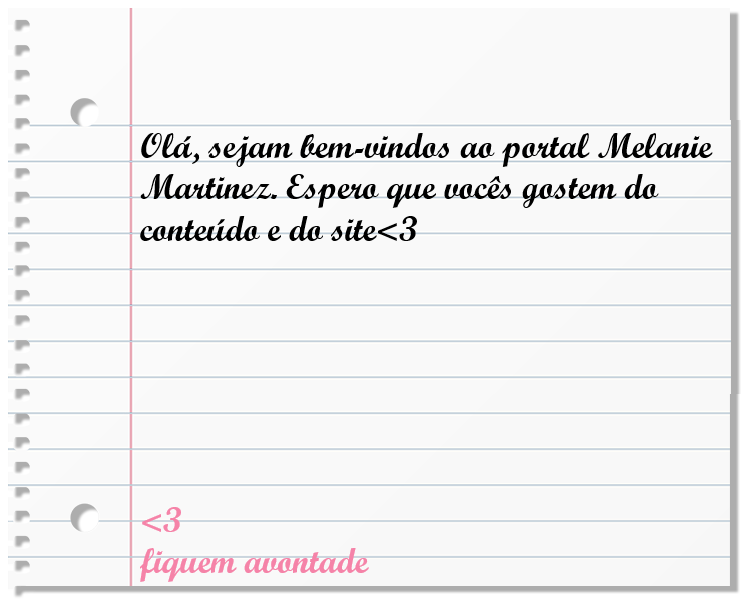 Olá, sejam bem-vindos ao portal Melanie
Martinez. Espero que vocês gostem do
conteúdo e do site<3
<3
fiquem avontade